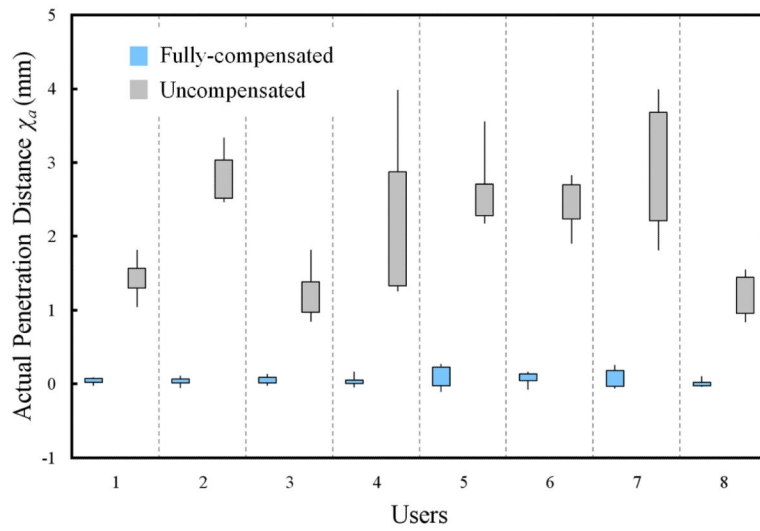 Actual Penetration Distance χₐ (mm)
5
4
3
2
1
0
-1
Fully-compensated
Uncompensated
1 2 3 4 5 6 7 8
Users